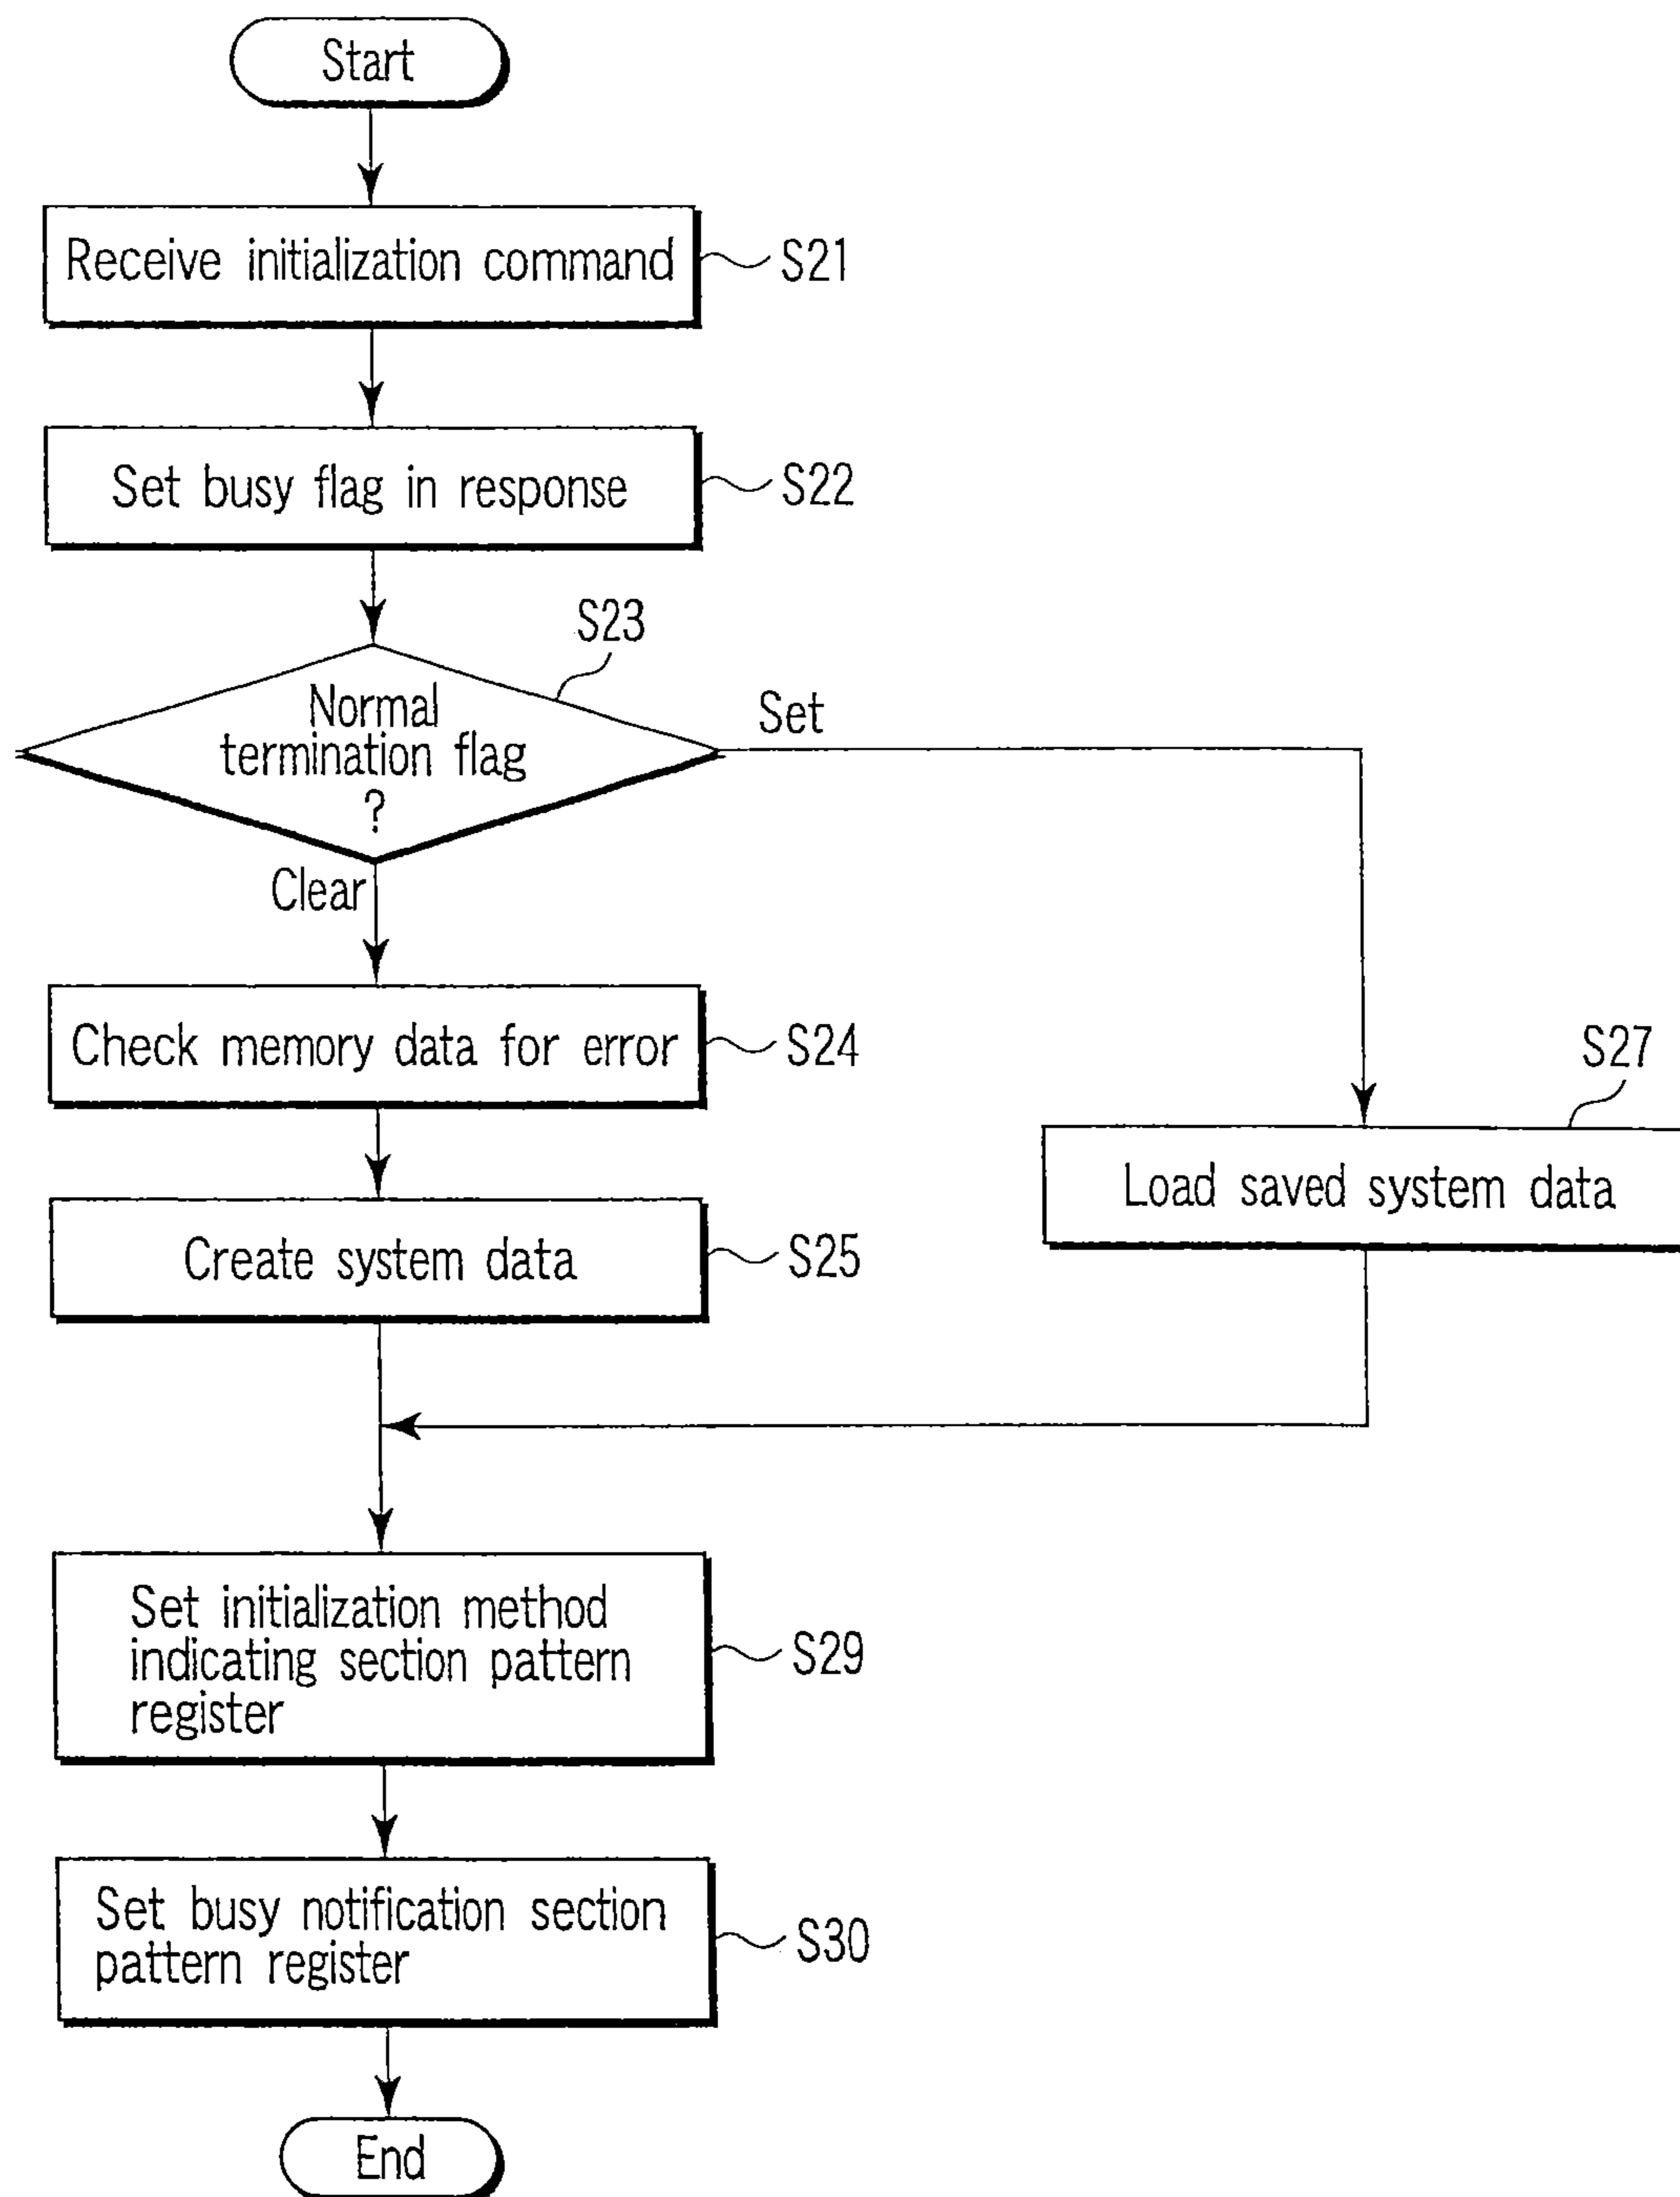 Start
Receive initialization command
S21
Set busy flag in response
S22
S23
Normal
termination flag
?
Set
Clear
Check memory data for error
S24
S27
Load saved system data
Create system data
S25
Set initialization method
indicating section pattern
register
S29
Set busy notification section
pattern register
S30
End